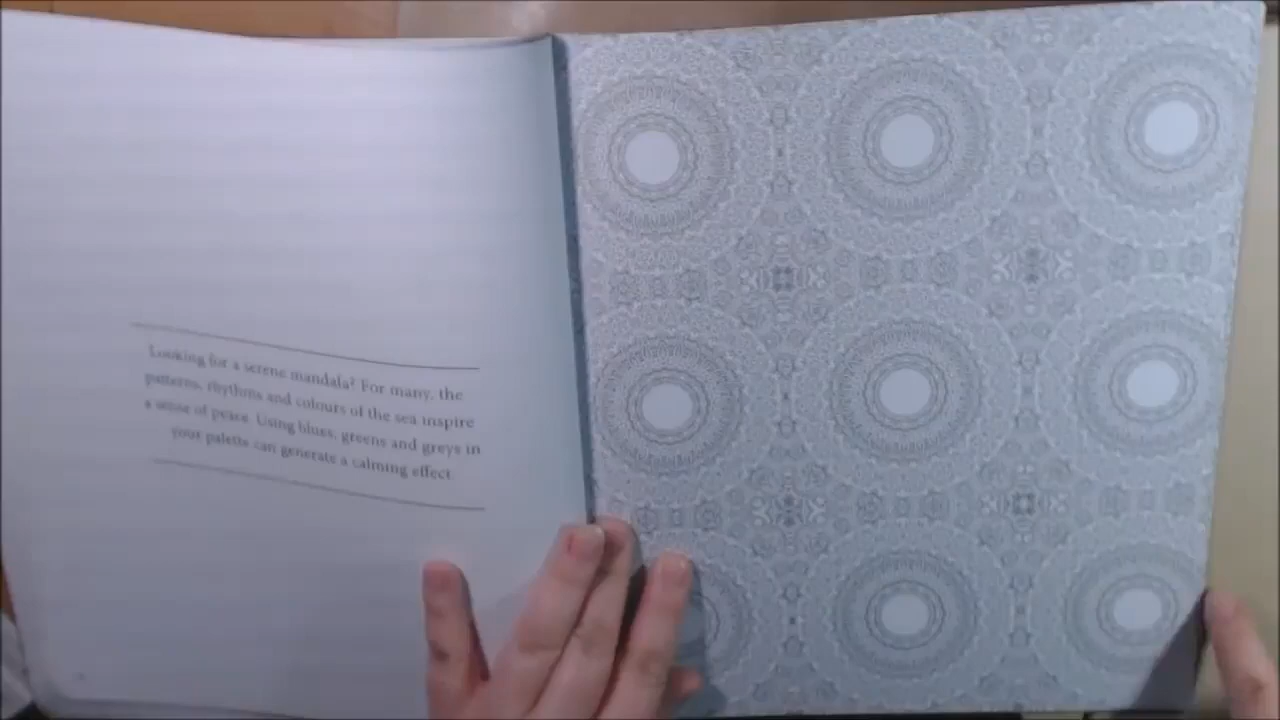 Looking for a serene mandala? For many, the
patterns, rhythms and colours of the sea inspire
a sense of peace. Using blues, greens and greys in
your palette can generate a calming effect